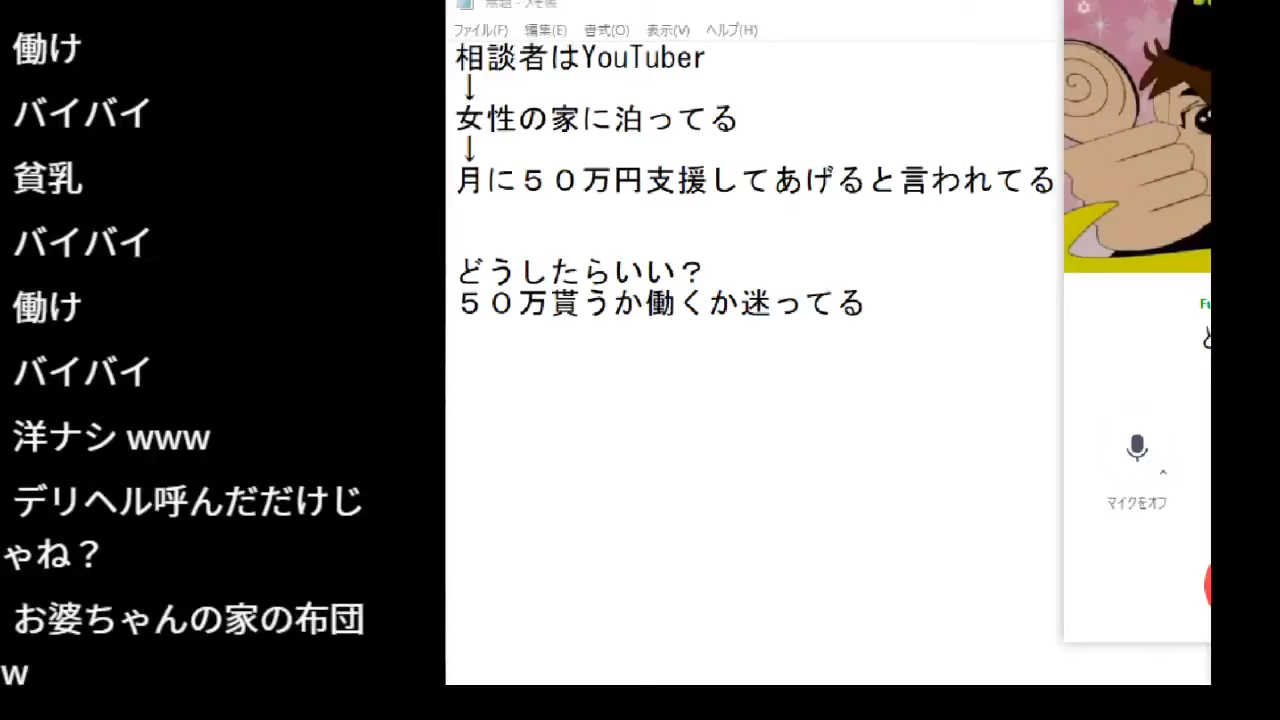 働け
バイバイ
貧乳
バイバイ
働け
バイバイ
洋ナシ www
デリヘル呼んだだけじ
ゃね？
お婆ちゃんの家の布団
w
無題 - メモ帳
ファイル(F) 編集(E) 書式(O) 表示(V) ヘルプ(H)
相談者はYouTuber
↓
女性の家に泊ってる
↓
月に５０万円支援してあげると言われてる
どうしたらいい？
５０万貰うか働くか迷ってる
マイクをオフ